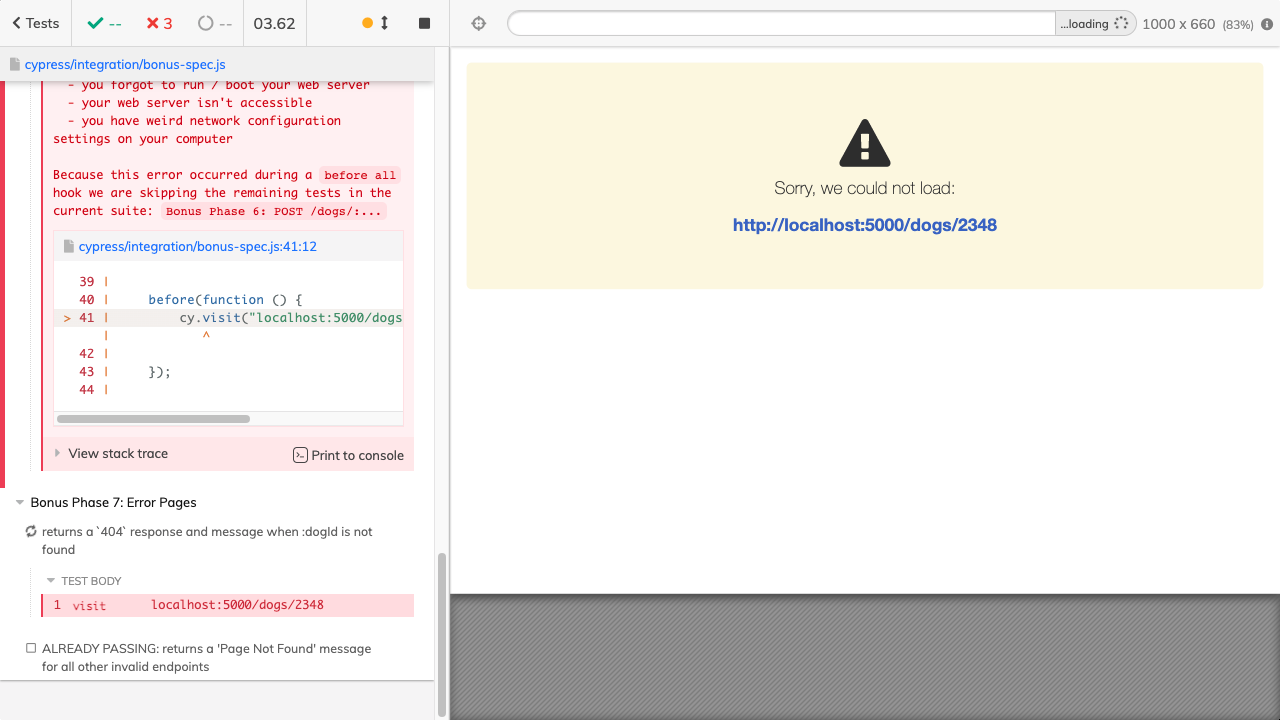 Tests
--
3
--
03.62
...loading
1000 x 660 (83%)
cypress/integration/bonus-spec.js
- you forgot to run / boot your web server
- your web server isn't accessible
- you have weird network configuration
settings on your computer
Because this error occurred during a before all
hook we are skipping the remaining tests in the
current suite: Bonus Phase 6: POST /dogs/:...
cypress/integration/bonus-spec.js:41:12
39 |
40 | before(function () {
> 41 | cy.visit("localhost:5000/dogs
| ^
42 |
43 | });
44 |
View stack trace
Print to console
Bonus Phase 7: Error Pages
returns a `404` response and message when :dogId is not
found
TEST BODY
1 visit localhost:5000/dogs/2348
ALREADY PASSING: returns a 'Page Not Found' message
for all other invalid endpoints
Sorry, we could not load:
http://localhost:5000/dogs/2348